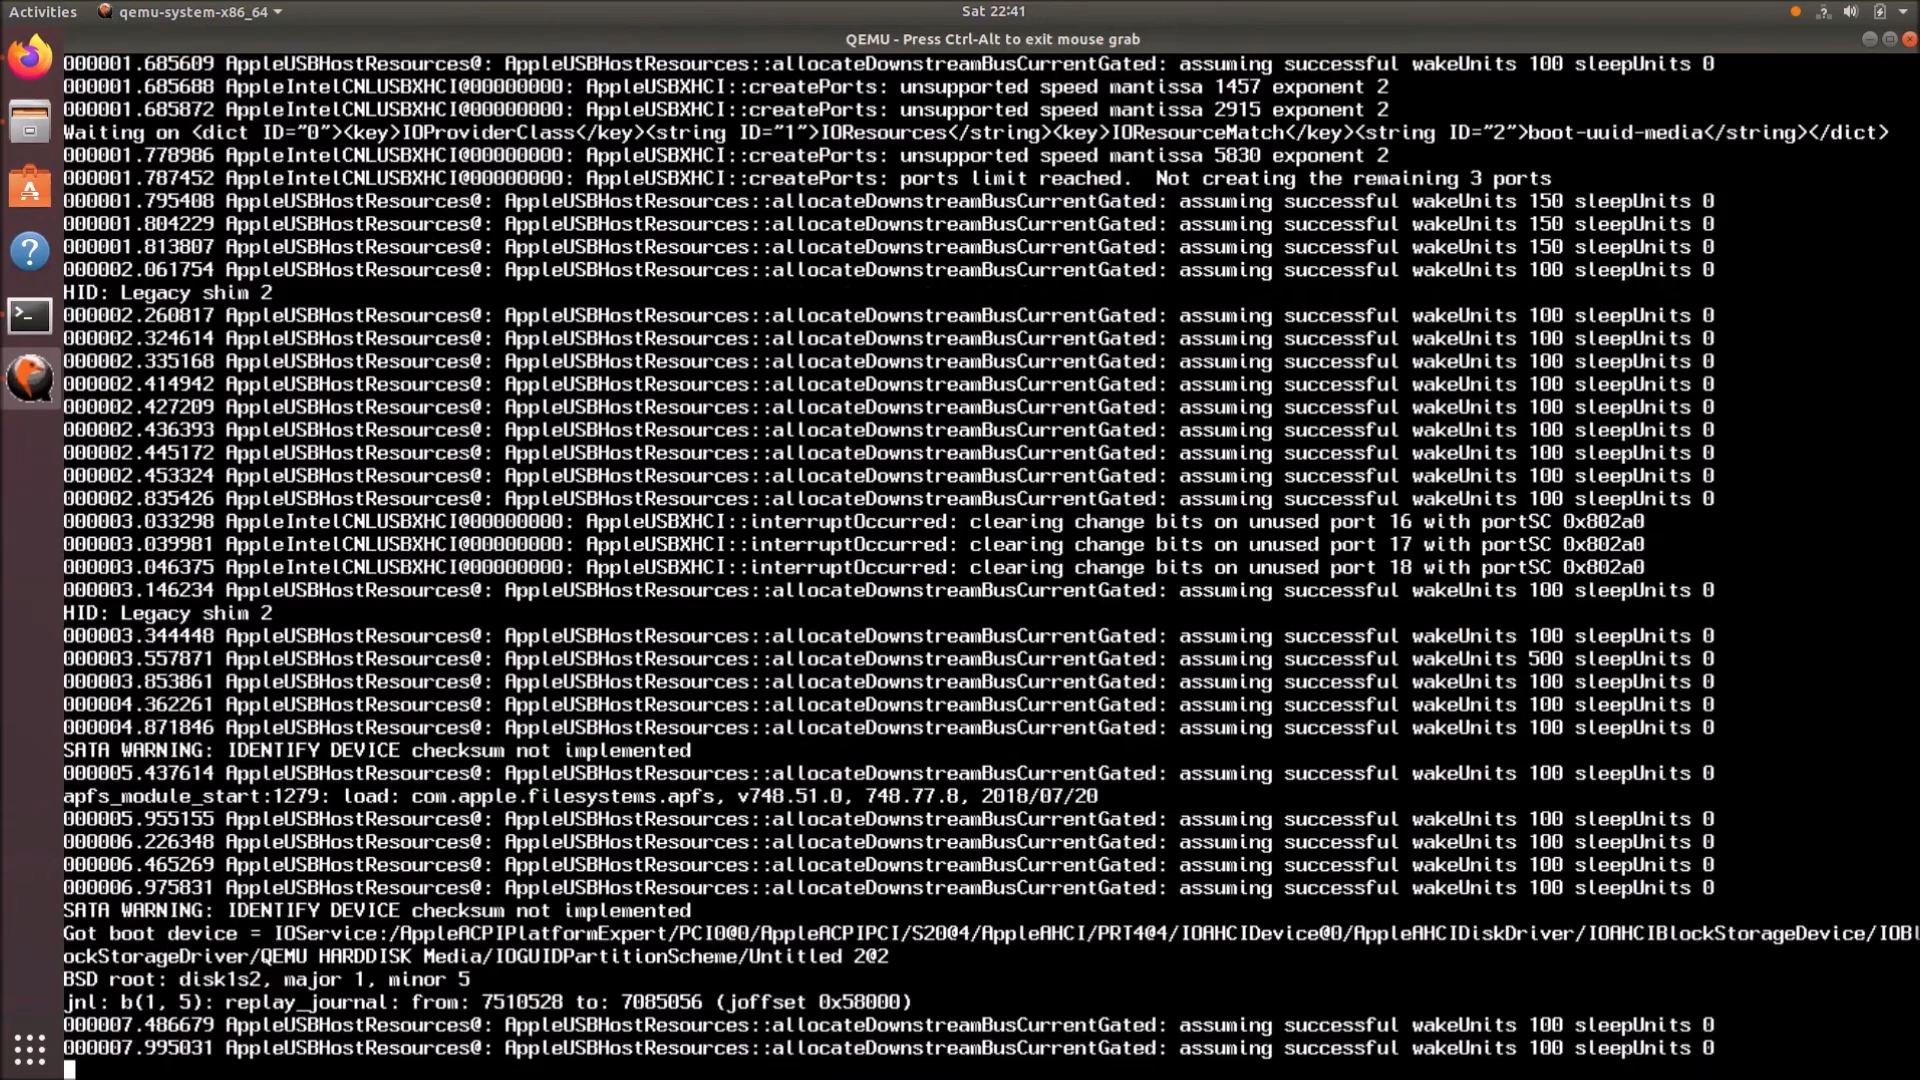 Activities
qemu-system-x86_64
Sat 22:41
QEMU - Press Ctrl-Alt to exit mouse grab
000001.685609 AppleUSBHostResources@: AppleUSBHostResources::allocateDownstreamBusCurrentGated: assuming successful wakeUnits 100 sleepUnits 0
000001.685688 AppleIntelCNLUSBXHCI@00000000: AppleUSBXHCI::createPorts: unsupported speed mantissa 1457 exponent 2
000001.685872 AppleIntelCNLUSBXHCI@00000000: AppleUSBXHCI::createPorts: unsupported speed mantissa 2915 exponent 2
Waiting on <dict ID="0"><key>IOProviderClass</key><string ID="1">IOResources</string><key>IOResourceMatch</key><string ID="2">boot-uuid-media</string></dict>
000001.778986 AppleIntelCNLUSBXHCI@00000000: AppleUSBXHCI::createPorts: unsupported speed mantissa 5830 exponent 2
000001.787452 AppleIntelCNLUSBXHCI@00000000: AppleUSBXHCI::createPorts: ports limit reached.  Not creating the remaining 3 ports
000001.795408 AppleUSBHostResources@: AppleUSBHostResources::allocateDownstreamBusCurrentGated: assuming successful wakeUnits 150 sleepUnits 0
000001.804229 AppleUSBHostResources@: AppleUSBHostResources::allocateDownstreamBusCurrentGated: assuming successful wakeUnits 150 sleepUnits 0
000001.813807 AppleUSBHostResources@: AppleUSBHostResources::allocateDownstreamBusCurrentGated: assuming successful wakeUnits 150 sleepUnits 0
000002.061754 AppleUSBHostResources@: AppleUSBHostResources::allocateDownstreamBusCurrentGated: assuming successful wakeUnits 100 sleepUnits 0
HID: Legacy shim 2
000002.260817 AppleUSBHostResources@: AppleUSBHostResources::allocateDownstreamBusCurrentGated: assuming successful wakeUnits 100 sleepUnits 0
000002.324614 AppleUSBHostResources@: AppleUSBHostResources::allocateDownstreamBusCurrentGated: assuming successful wakeUnits 100 sleepUnits 0
000002.335168 AppleUSBHostResources@: AppleUSBHostResources::allocateDownstreamBusCurrentGated: assuming successful wakeUnits 100 sleepUnits 0
000002.414942 AppleUSBHostResources@: AppleUSBHostResources::allocateDownstreamBusCurrentGated: assuming successful wakeUnits 100 sleepUnits 0
000002.427209 AppleUSBHostResources@: AppleUSBHostResources::allocateDownstreamBusCurrentGated: assuming successful wakeUnits 100 sleepUnits 0
000002.436393 AppleUSBHostResources@: AppleUSBHostResources::allocateDownstreamBusCurrentGated: assuming successful wakeUnits 100 sleepUnits 0
000002.445172 AppleUSBHostResources@: AppleUSBHostResources::allocateDownstreamBusCurrentGated: assuming successful wakeUnits 100 sleepUnits 0
000002.453324 AppleUSBHostResources@: AppleUSBHostResources::allocateDownstreamBusCurrentGated: assuming successful wakeUnits 100 sleepUnits 0
000002.835426 AppleUSBHostResources@: AppleUSBHostResources::allocateDownstreamBusCurrentGated: assuming successful wakeUnits 100 sleepUnits 0
000003.033298 AppleIntelCNLUSBXHCI@00000000: AppleUSBXHCI::interruptOccurred: clearing change bits on unused port 16 with portSC 0x802a0
000003.039981 AppleIntelCNLUSBXHCI@00000000: AppleUSBXHCI::interruptOccurred: clearing change bits on unused port 17 with portSC 0x802a0
000003.046375 AppleIntelCNLUSBXHCI@00000000: AppleUSBXHCI::interruptOccurred: clearing change bits on unused port 18 with portSC 0x802a0
000003.146234 AppleUSBHostResources@: AppleUSBHostResources::allocateDownstreamBusCurrentGated: assuming successful wakeUnits 100 sleepUnits 0
HID: Legacy shim 2
000003.344448 AppleUSBHostResources@: AppleUSBHostResources::allocateDownstreamBusCurrentGated: assuming successful wakeUnits 100 sleepUnits 0
000003.557871 AppleUSBHostResources@: AppleUSBHostResources::allocateDownstreamBusCurrentGated: assuming successful wakeUnits 500 sleepUnits 0
000003.853861 AppleUSBHostResources@: AppleUSBHostResources::allocateDownstreamBusCurrentGated: assuming successful wakeUnits 100 sleepUnits 0
000004.362261 AppleUSBHostResources@: AppleUSBHostResources::allocateDownstreamBusCurrentGated: assuming successful wakeUnits 100 sleepUnits 0
000004.871846 AppleUSBHostResources@: AppleUSBHostResources::allocateDownstreamBusCurrentGated: assuming successful wakeUnits 100 sleepUnits 0
SATA WARNING: IDENTIFY DEVICE checksum not implemented
000005.437614 AppleUSBHostResources@: AppleUSBHostResources::allocateDownstreamBusCurrentGated: assuming successful wakeUnits 100 sleepUnits 0
apfs_module_start:1279: load: com.apple.filesystems.apfs, v748.51.0, 748.77.8, 2018/07/20
000005.955155 AppleUSBHostResources@: AppleUSBHostResources::allocateDownstreamBusCurrentGated: assuming successful wakeUnits 100 sleepUnits 0
000006.226348 AppleUSBHostResources@: AppleUSBHostResources::allocateDownstreamBusCurrentGated: assuming successful wakeUnits 100 sleepUnits 0
000006.465269 AppleUSBHostResources@: AppleUSBHostResources::allocateDownstreamBusCurrentGated: assuming successful wakeUnits 100 sleepUnits 0
000006.975831 AppleUSBHostResources@: AppleUSBHostResources::allocateDownstreamBusCurrentGated: assuming successful wakeUnits 100 sleepUnits 0
SATA WARNING: IDENTIFY DEVICE checksum not implemented
Got boot device = IOService:/AppleACPIPlatformExpert/PCI0@0/AppleACPIPCI/S20@4/AppleAHCI/PRT4@4/IOAHCIDevice@0/AppleAHCIDiskDriver/IOAHCIBlockStorageDevice/IOBl
ockStorageDriver/QEMU HARDDISK Media/IOGUIDPartitionScheme/Untitled 2@2
BSD root: disk1s2, major 1, minor 5
jnl: b(1, 5): replay_journal: from: 7510528 to: 7085056 (joffset 0x58000)
000007.486679 AppleUSBHostResources@: AppleUSBHostResources::allocateDownstreamBusCurrentGated: assuming successful wakeUnits 100 sleepUnits 0
000007.995031 AppleUSBHostResources@: AppleUSBHostResources::allocateDownstreamBusCurrentGated: assuming successful wakeUnits 100 sleepUnits 0